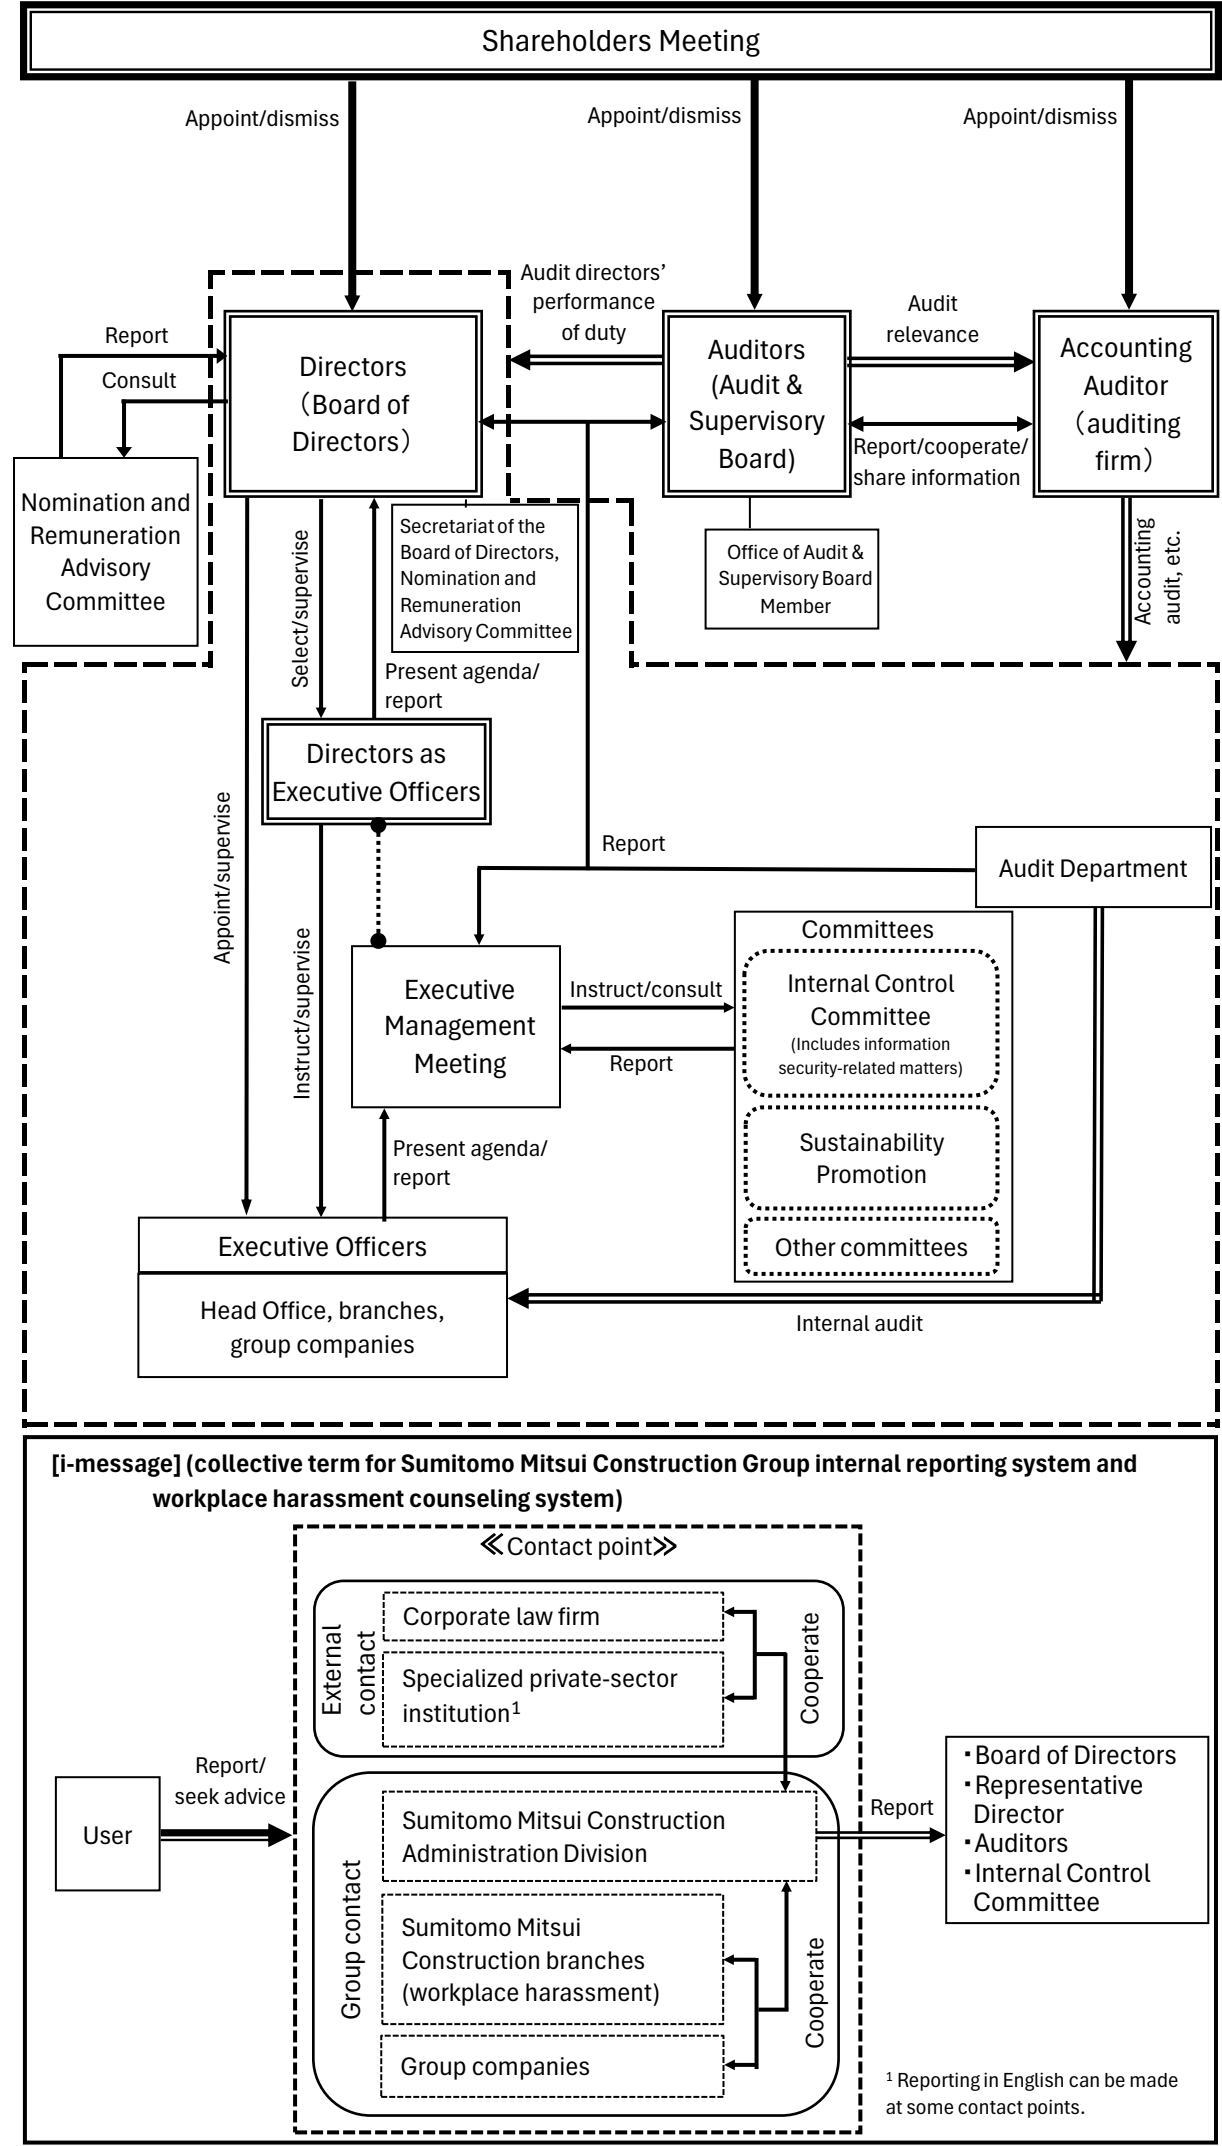 Shareholders Meeting
Appoint/dismiss
Appoint/dismiss
Appoint/dismiss
Audit directors’
performance
of duty
Audit
relevance
Report
Consult
Directors
（Board of
Directors）
Auditors
(Audit &
Supervisory
Board)
Accounting
Auditor
（auditing
firm）
Report/cooperate/
share information
Nomination and
Remuneration
Advisory
Committee
Select/supervise
Secretariat of the
Board of Directors,
Nomination and
Remuneration
Advisory Committee
Office of Audit &
Supervisory Board
Member
Accounting
audit, etc.
Present agenda/
report
Directors as
Executive Officers
Appoint/supervise
Instruct/supervise
Report
Audit Department
Executive
Management
Meeting
Instruct/consult
Report
Committees
Internal Control
Committee
(Includes information
security-related matters)
Sustainability
Promotion
Other committees
Present agenda/
report
Executive Officers
Head Office, branches,
group companies
Internal audit
[i-message] (collective term for Sumitomo Mitsui Construction Group internal reporting system and
workplace harassment counseling system)
≪Contact point≫
External
contact
Corporate law firm
Specialized private-sector
institution¹
Cooperate
User
Report/
seek advice
Group contact
Sumitomo Mitsui Construction
Administration Division
Sumitomo Mitsui
Construction branches
(workplace harassment)
Group companies
Cooperate
Report
・Board of Directors
・Representative
Director
・Auditors
・Internal Control
Committee
¹ Reporting in English can be made
at some contact points.